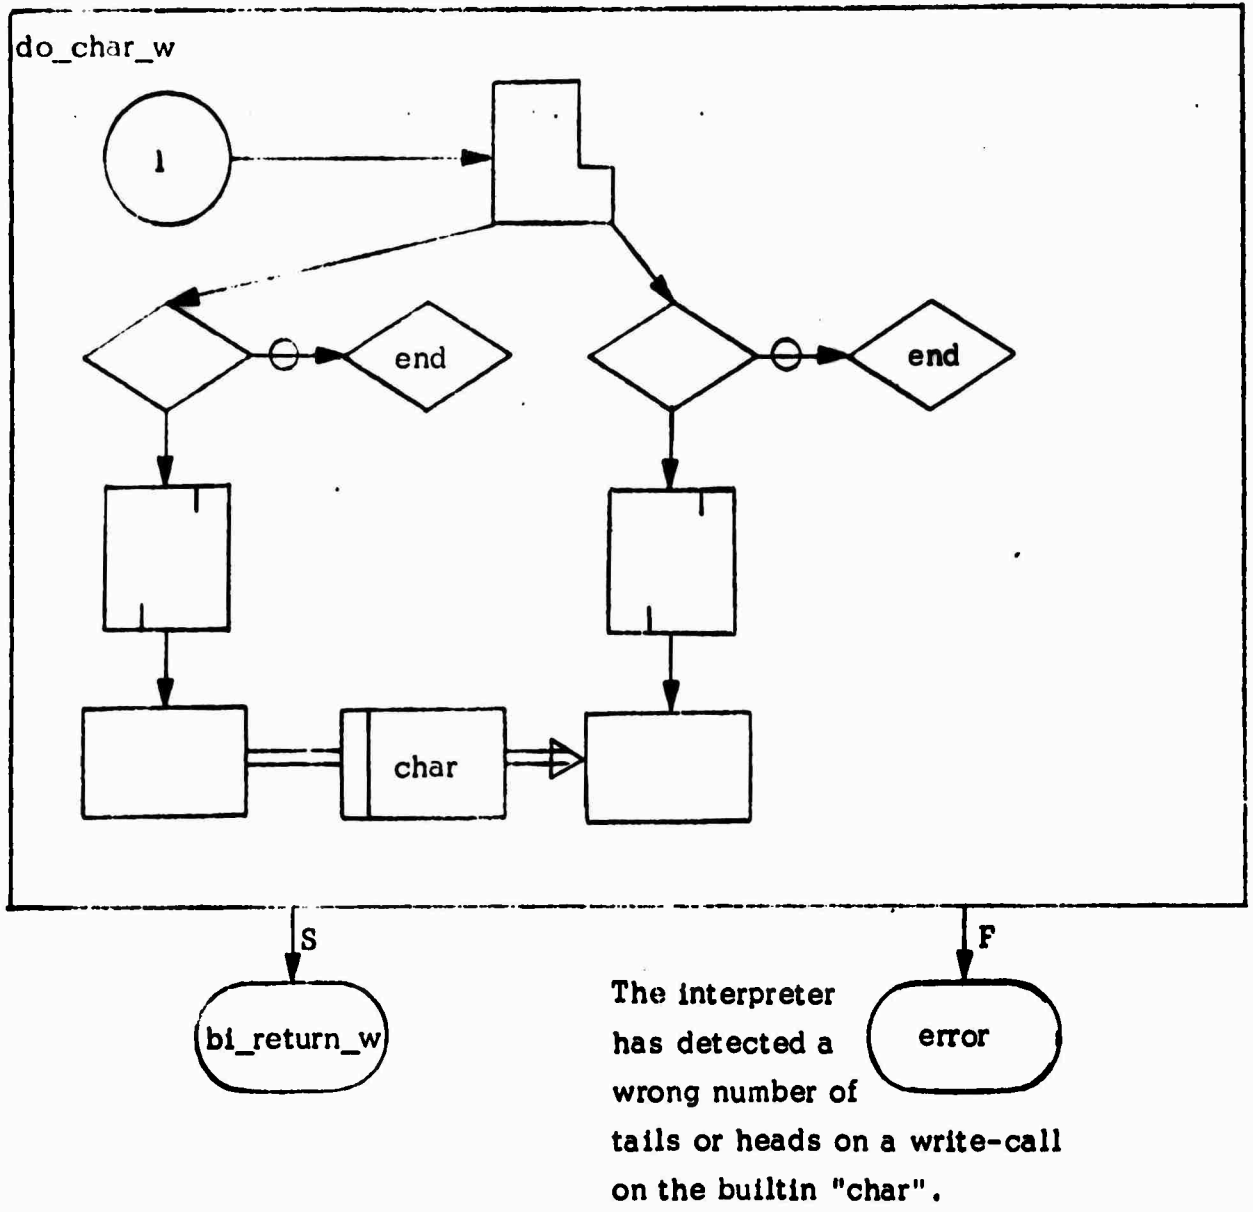 do_char_w
1
end
end
char
S
F
bi_return_w
error
The interpreter
has detected a
wrong number of
tails or heads on a write-call
on the builtin "char".